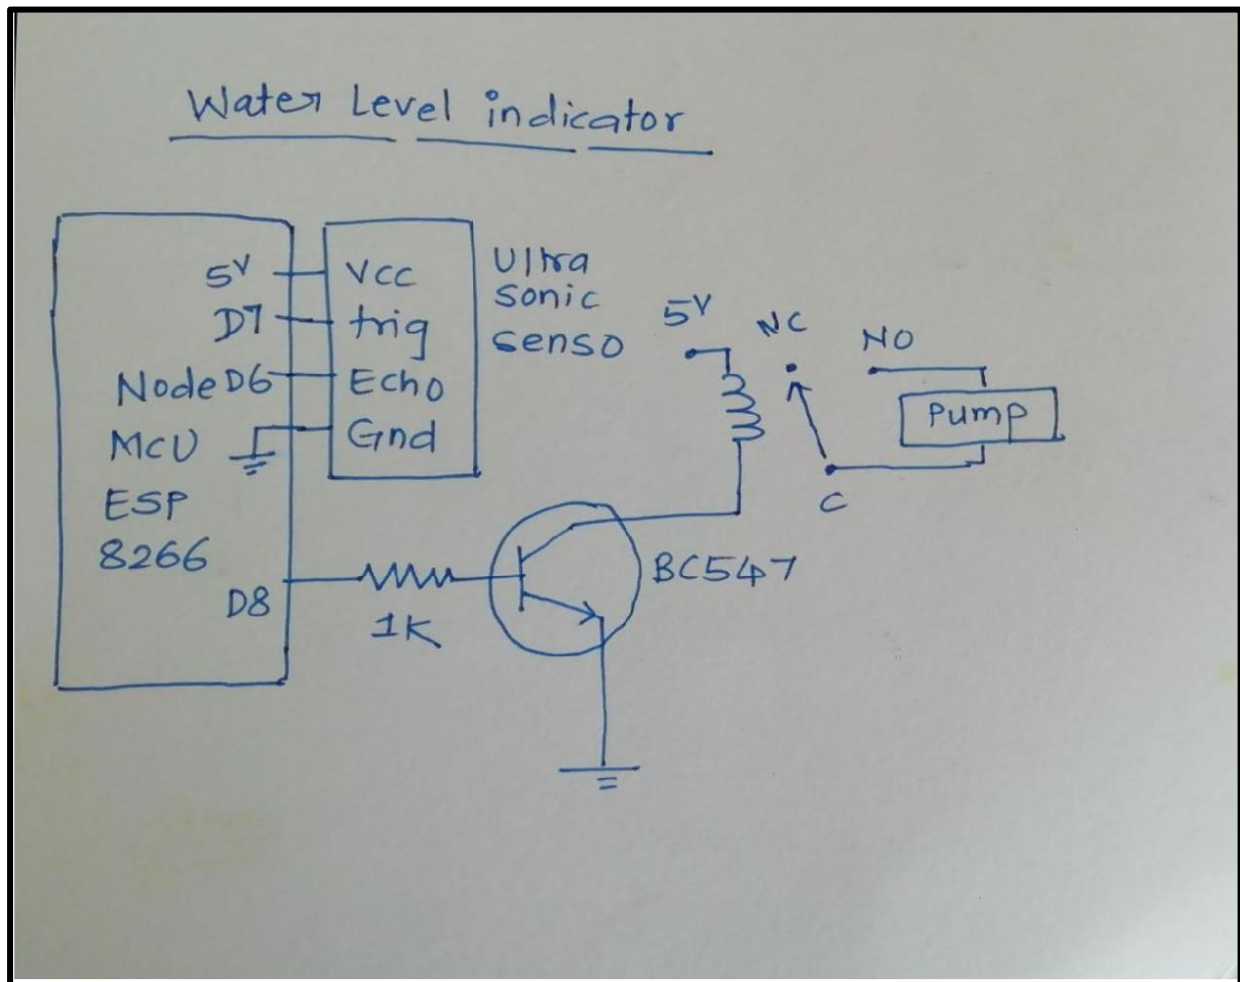 Water Level indicator
5V
D7
Node D6
MCU
ESP
8266
D8
VCC
trig
Echo
Gnd
Ultra
sonic
senso
1K
BC547
5V
NC
NO
C
Pump